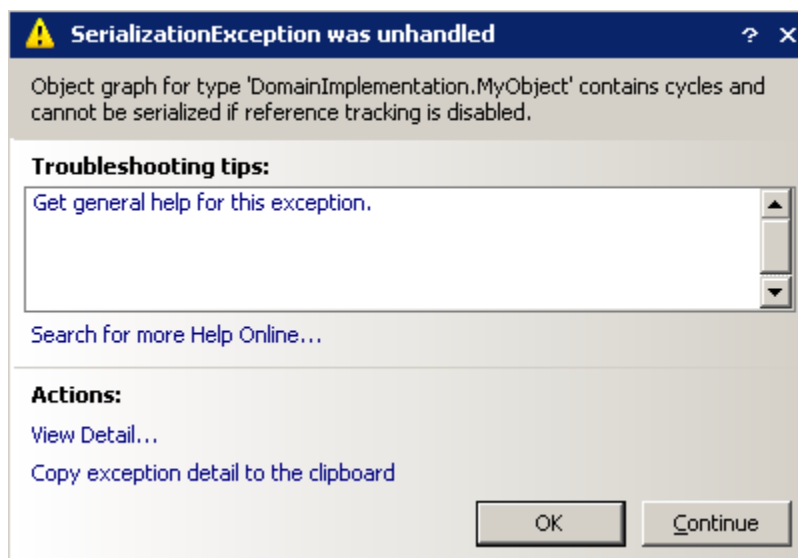 SerializationException was unhandled
Object graph for type 'DomainImplementation.MyObject' contains cycles and
cannot be serialized if reference tracking is disabled.
Troubleshooting tips:
Get general help for this exception.
Search for more Help Online...
Actions:
View Detail...
Copy exception detail to the clipboard
OK Continue